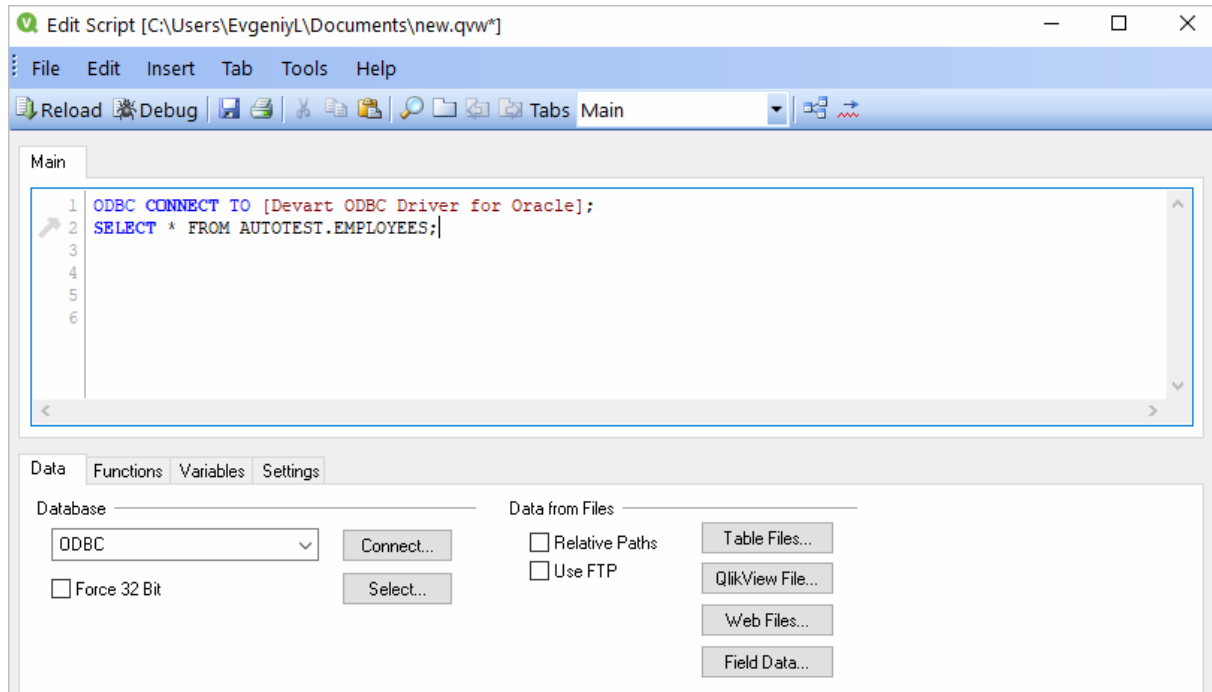 Edit Script [C:\Users\EvgeniyL\Documents\new.qvw*]
File Edit Insert Tab Tools Help
Reload Debug Tabs Main
Main
1 ODBC CONNECT TO [Devart ODBC Driver for Oracle];
2 SELECT * FROM AUTOTEST.EMPLOYEES;
3
4
5
6
Data Functions Variables Settings
Database Data from Files
ODBC Connect... Relative Paths Table Files...
Force 32 Bit Select... Use FTP QlikView File...
Web Files...
Field Data...